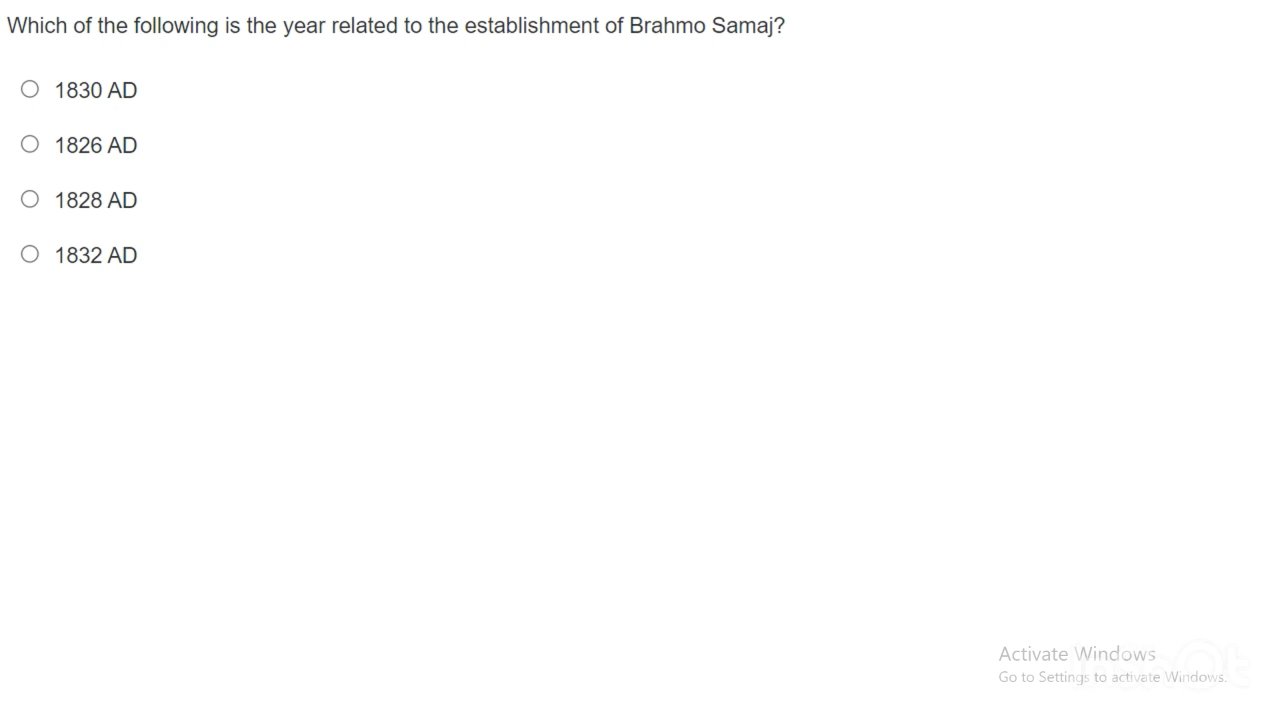 Which of the following is the year related to the establishment of Brahmo Samaj?
1830 AD
1826 AD
1828 AD
1832 AD
Activate Windows
Go to Settings to activate Windows.